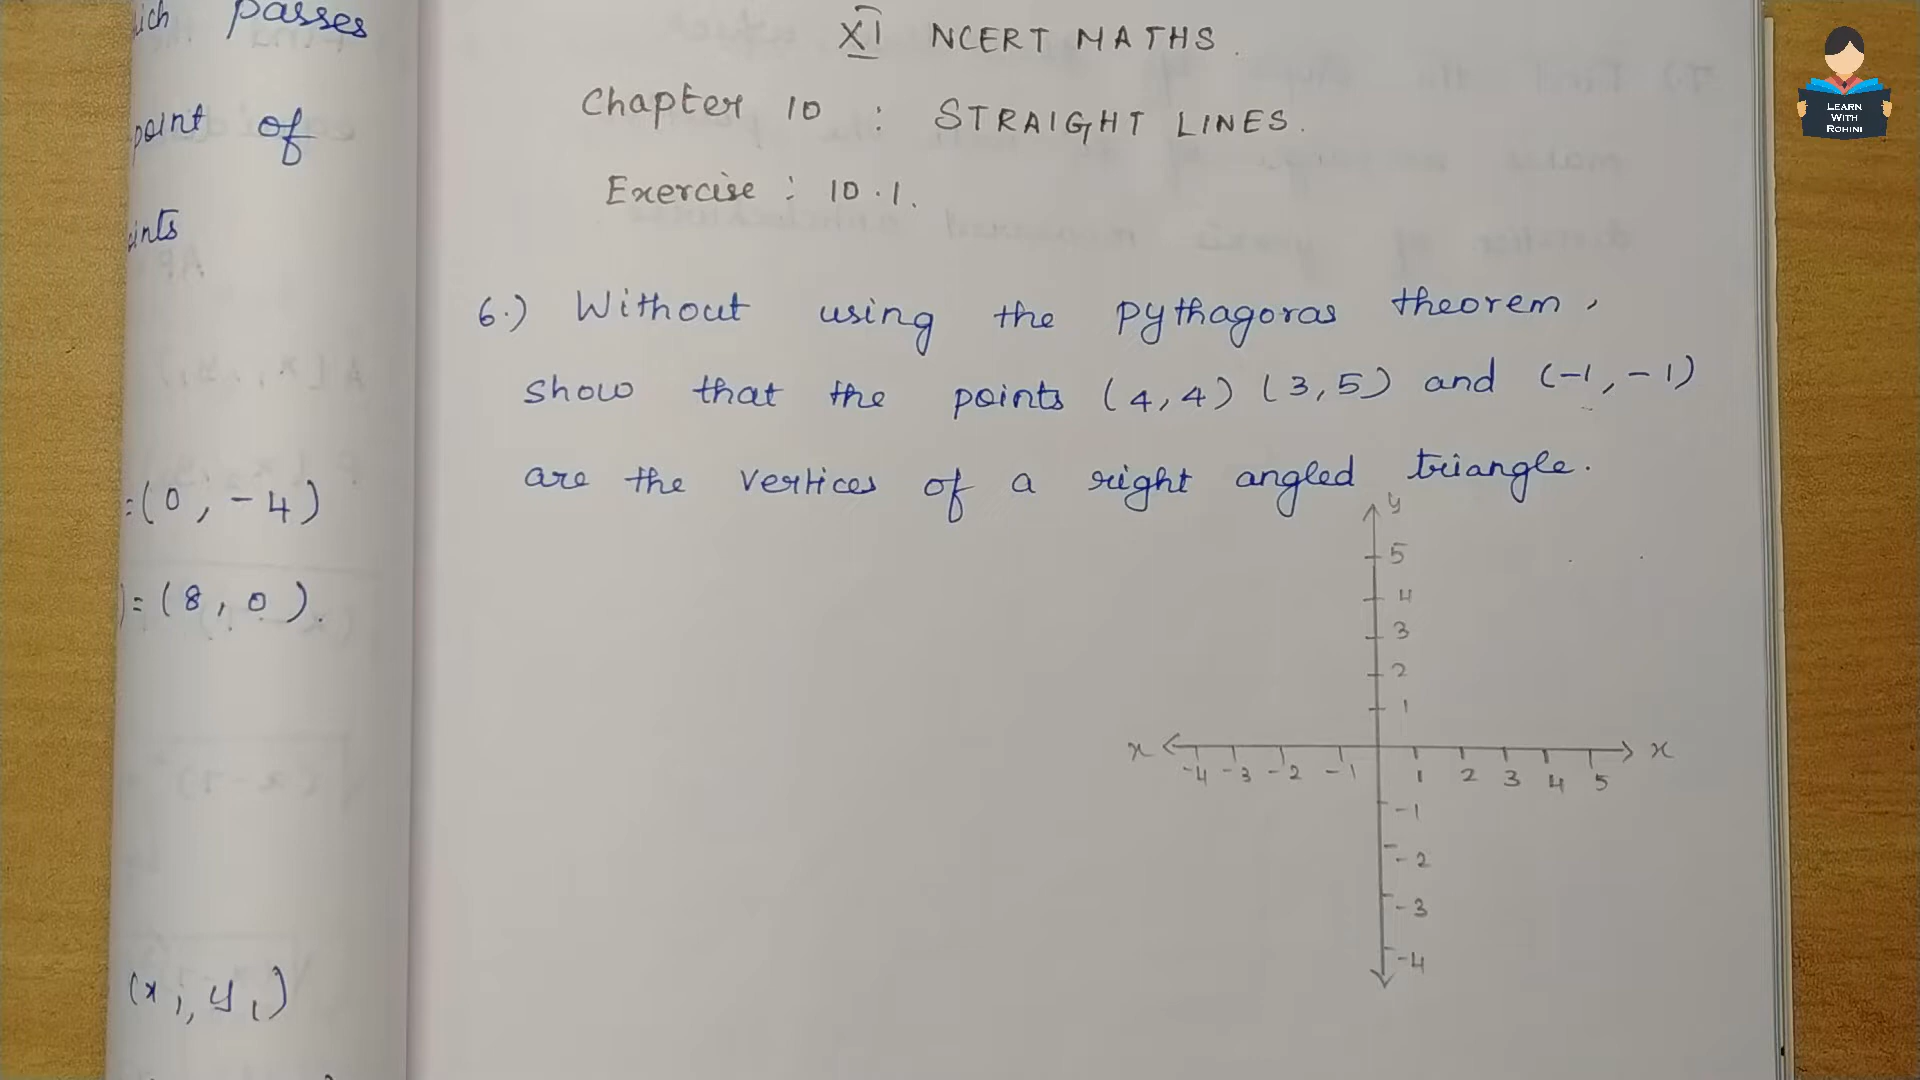 passes
point of
=(0, -4)
)=(8, 0).
XI NCERT MATHS.
Chapter 10 : STRAIGHT LINES.
Exercise : 10.1.
6.) Without using the pythagoras theorem,
show that the points (4,4) (3,5) and (-1,-1)
are the vertices of a right angled triangle.
y
5
4
3
2
1
x -4 -3 -2 -1 1 2 3 4 5 x
-1
-2
-3
-4
LEARN
WITH
ROHINI